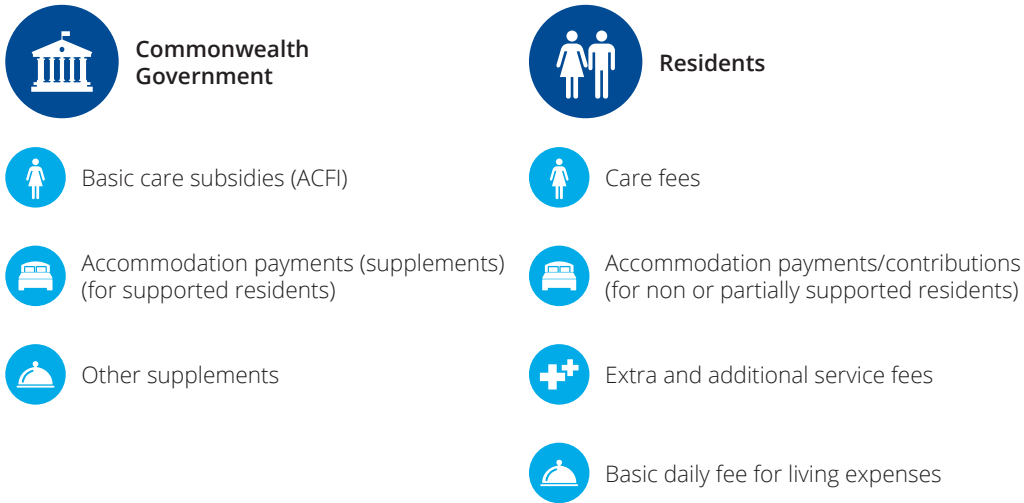 Commonwealth
Government
Basic care subsidies (ACFI)
Accommodation payments (supplements)
(for supported residents)
Other supplements
Residents
Care fees
Accommodation payments/contributions
(for non or partially supported residents)
Extra and additional service fees
Basic daily fee for living expenses